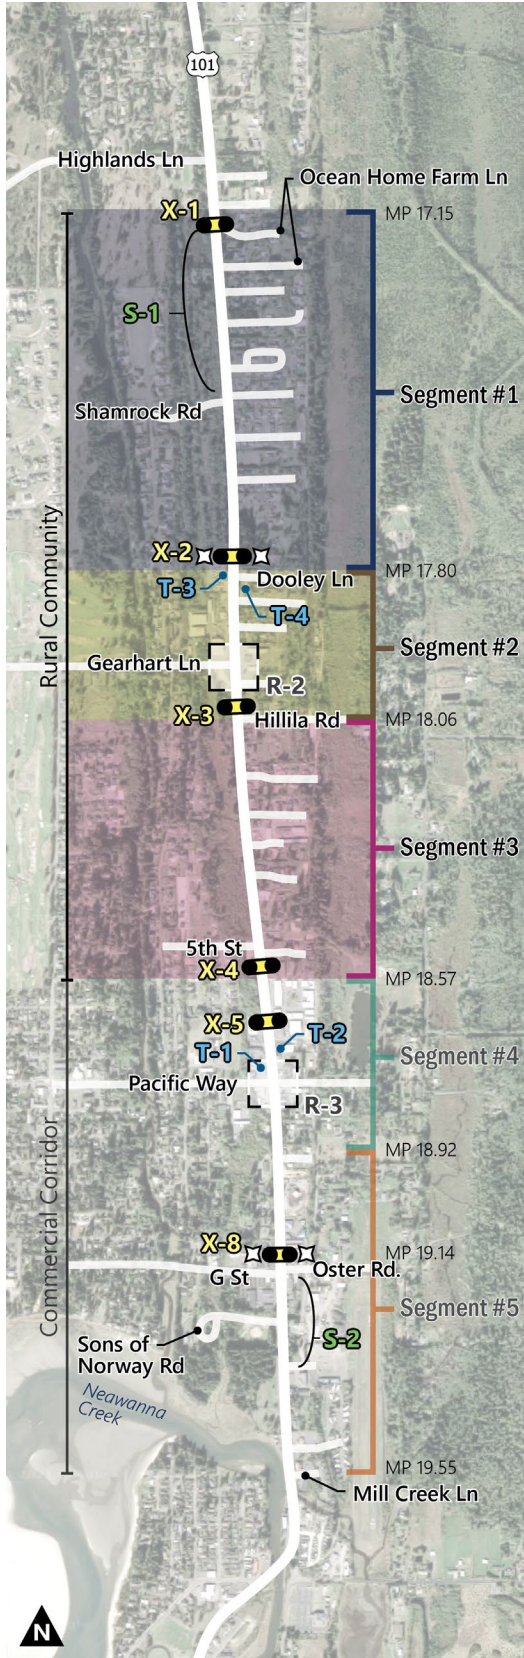 101
Highlands Ln
Ocean Home Farm Ln
X-1
MP 17.15
S-1
Segment #1
Shamrock Rd
Rural Community
X-2
MP 17.80
T-3
Dooley Ln
T-4
Segment #2
Gearhart Ln
R-2
X-3
Hillila Rd
MP 18.06
Segment #3
5th St
X-4
MP 18.57
X-5
T-2
T-1
Segment #4
Pacific Way
R-3
Commercial Corridor
MP 18.92
X-8
MP 19.14
G St
Oster Rd.
Segment #5
S-2
Sons of
Norway Rd
Neawanna
Creek
MP 19.55
Mill Creek Ln
N